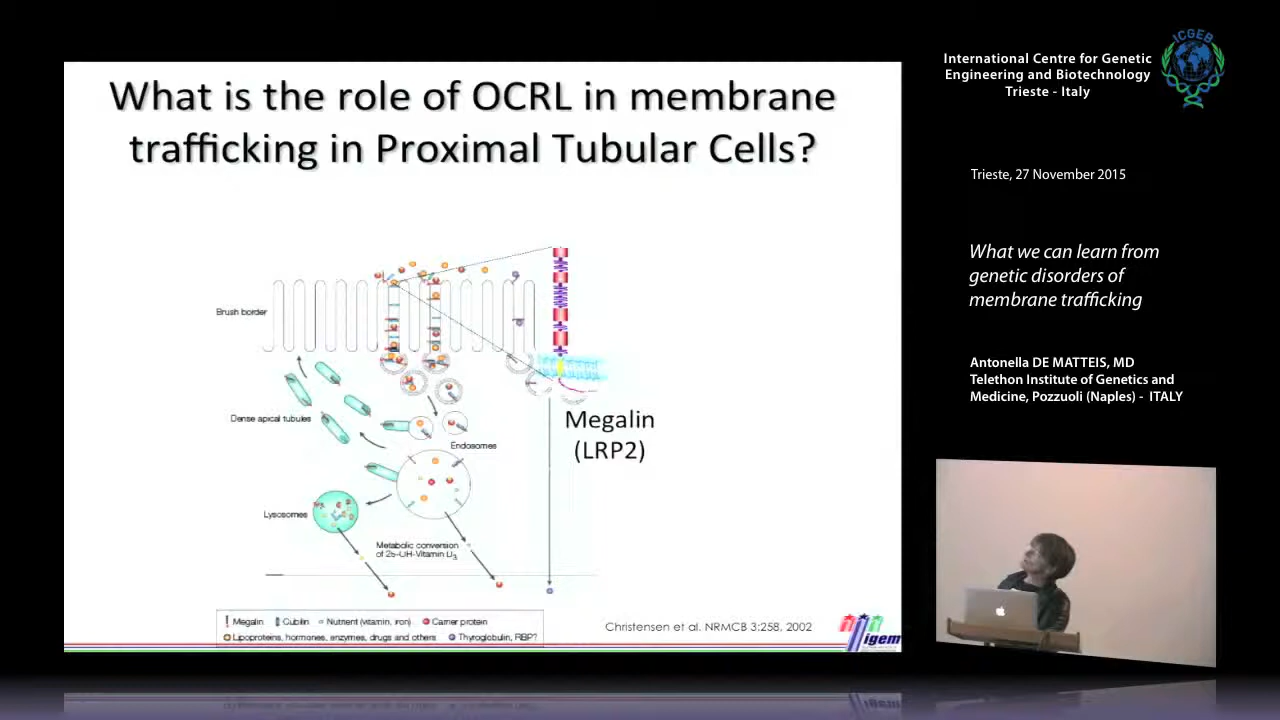 What is the role of OCRL in membrane
trafficking in Proximal Tubular Cells?
Brush border
Dense apical tubules
Endosomes
Lysosomes
Metabolic conversion
of 25-UH-Vitamin D3
Megalin
(LRP2)
Megalin Cubilin Nutrient (vitamin, iron) Carrier protein
Lipoproteins, hormones, enzymes, drugs and others Thyroglobulin, RBP?
Christensen et al. NRMCB 3:258, 2002
igem
International Centre for Genetic
Engineering and Biotechnology
Trieste - Italy
ICGEB
Trieste, 27 November 2015
What we can learn from
genetic disorders of
membrane trafficking
Antonella DE MATTEIS, MD
Telethon Institute of Genetics and
Medicine, Pozzuoli (Naples) - ITALY